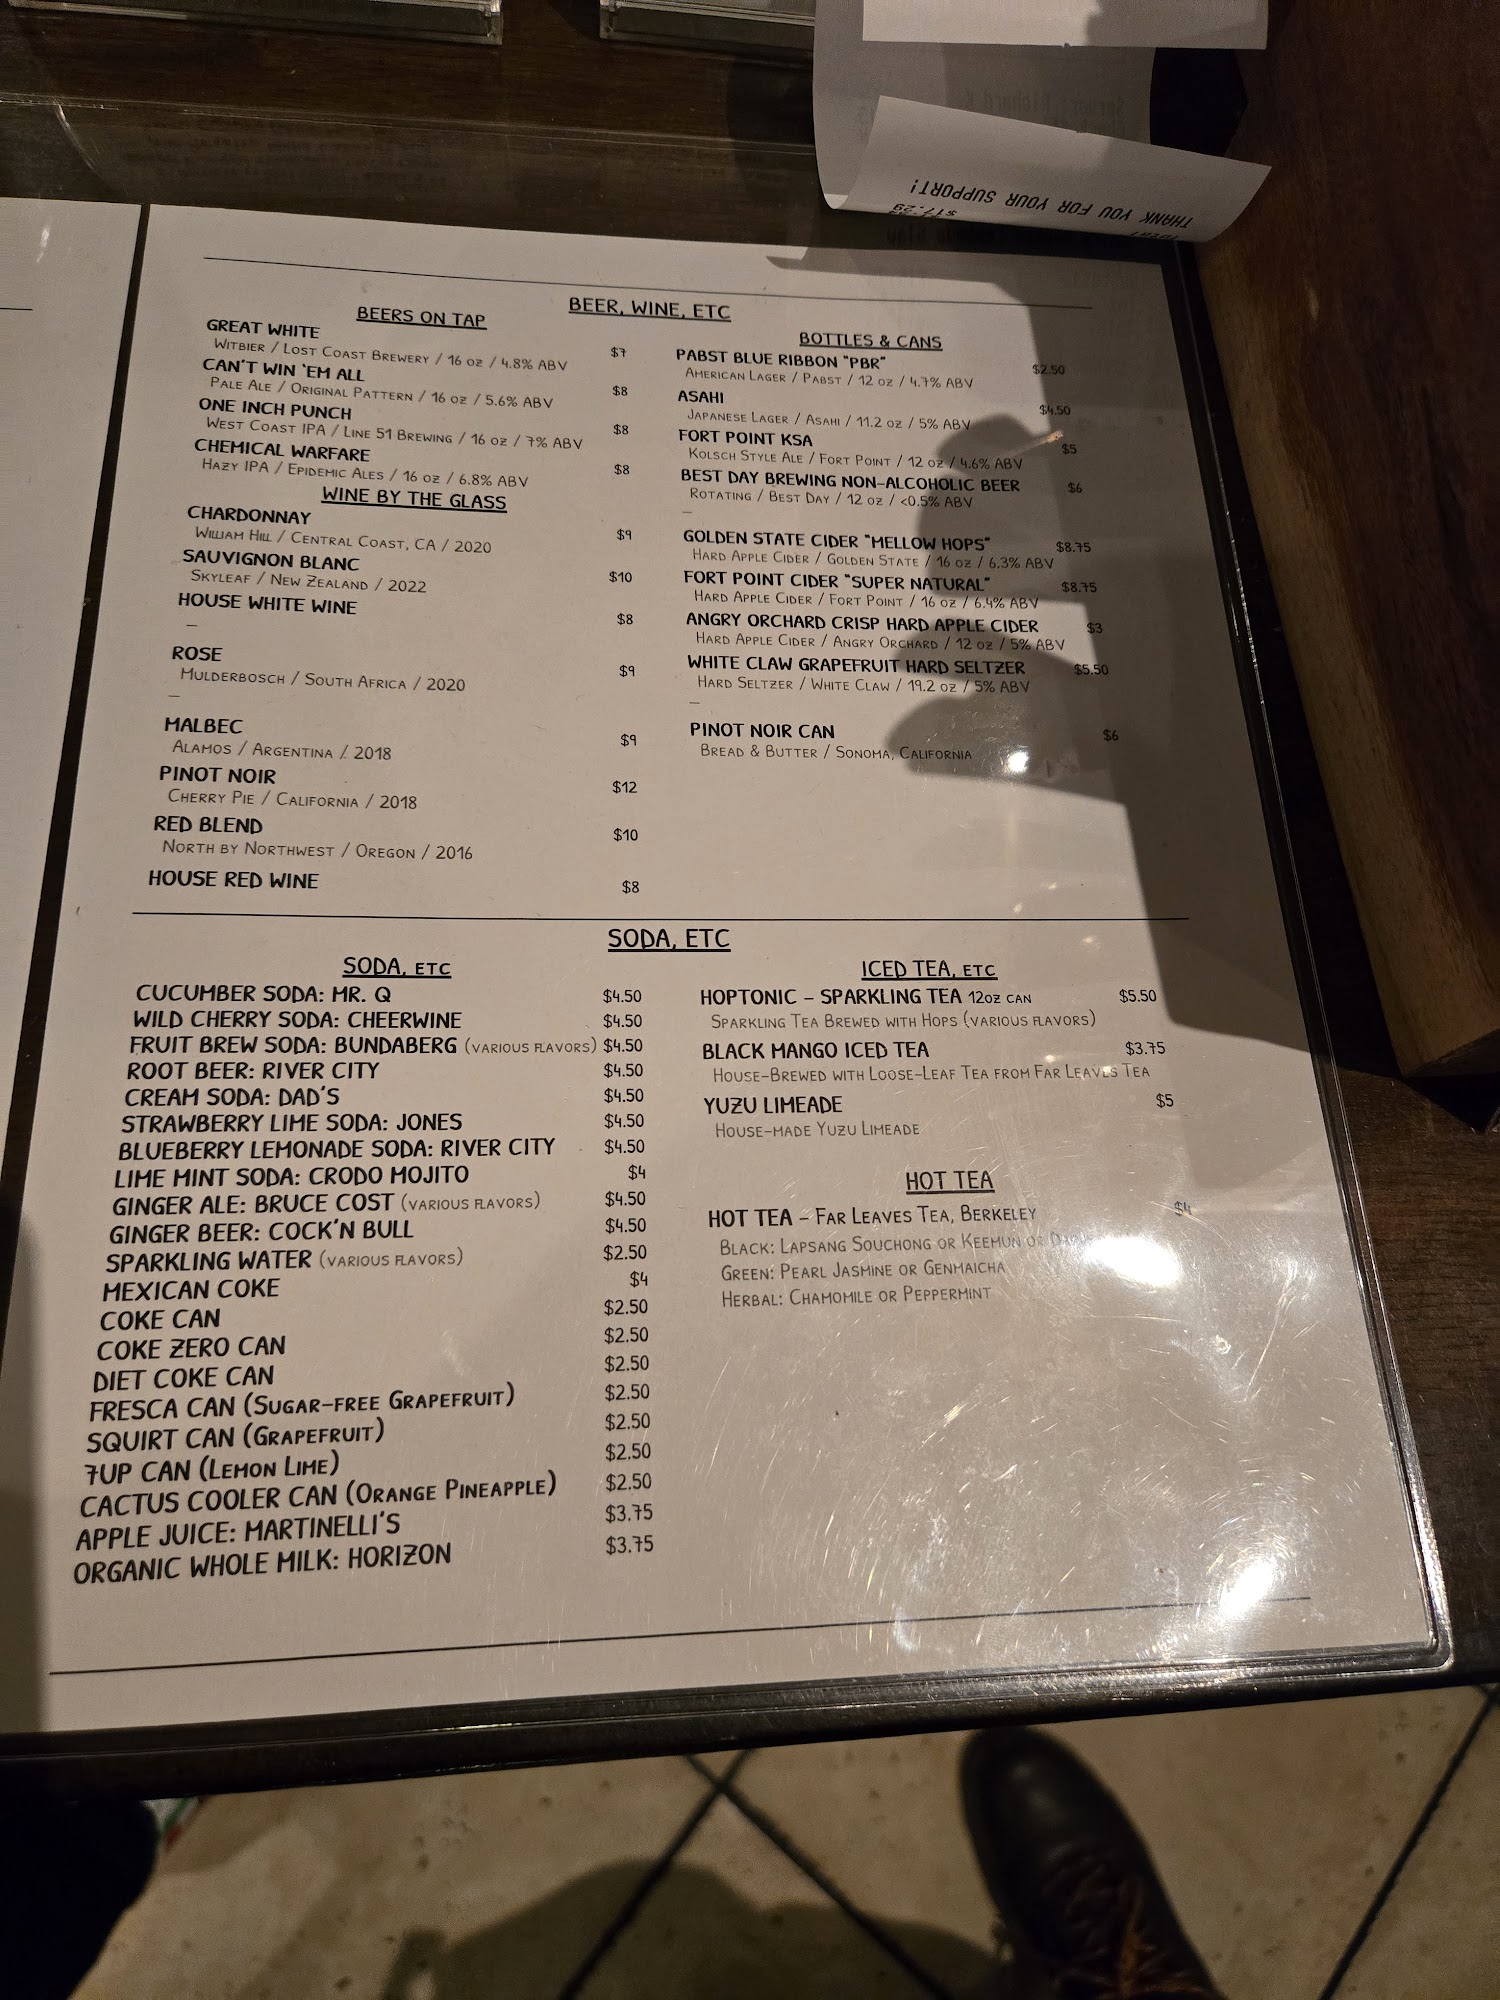 THANK YOU FOR YOUR SUPPORT!
$17.29
BEER, WINE, ETC
BEERS ON TAP
GREAT WHITE
WITBIER / LOST COAST BREWERY / 16 OZ / 4.8% ABV $7
CAN'T WIN 'EM ALL
PALE ALE / ORIGINAL PATTERN / 16 OZ / 5.6% ABV $8
ONE INCH PUNCH
WEST COAST IPA / LINE 51 BREWING / 16 OZ / 7% ABV $8
CHEMICAL WARFARE
HAZY IPA / EPIDEMIC ALES / 16 OZ / 6.8% ABV $8
WINE BY THE GLASS
CHARDONNAY
WILLIAM HILL / CENTRAL COAST, CA / 2020 $9
SAUVIGNON BLANC
SKYLEAF / NEW ZEALAND / 2022 $10
HOUSE WHITE WINE $8
–
ROSE
MULDERBOSCH / SOUTH AFRICA / 2020 $9
–
MALBEC
ALAMOS / ARGENTINA / 2018 $9
PINOT NOIR
CHERRY PIE / CALIFORNIA / 2018 $12
RED BLEND
NORTH BY NORTHWEST / OREGON / 2016 $10
HOUSE RED WINE $8
BOTTLES & CANS
PABST BLUE RIBBON "PBR"
AMERICAN LAGER / PABST / 12 OZ / 4.7% ABV $2.50
ASAHI
JAPANESE LAGER / ASAHI / 11.2 OZ / 5% ABV $4.50
FORT POINT KSA
KOLSCH STYLE ALE / FORT POINT / 12 OZ / 4.6% ABV $5
BEST DAY BREWING NON-ALCOHOLIC BEER $6
ROTATING / BEST DAY / 12 OZ / <0.5% ABV
–
GOLDEN STATE CIDER "MELLOW HOPS" $8.75
HARD APPLE CIDER / GOLDEN STATE / 16 OZ / 6.3% ABV
FORT POINT CIDER "SUPER NATURAL" $8.75
HARD APPLE CIDER / FORT POINT / 16 OZ / 6.4% ABV
ANGRY ORCHARD CRISP HARD APPLE CIDER $3
HARD APPLE CIDER / ANGRY ORCHARD / 12 OZ / 5% ABV
WHITE CLAW GRAPEFRUIT HARD SELTZER $5.50
HARD SELTZER / WHITE CLAW / 19.2 OZ / 5% ABV
–
PINOT NOIR CAN $6
BREAD & BUTTER / SONOMA, CALIFORNIA
SODA, ETC
SODA, ETC
CUCUMBER SODA: MR. Q $4.50
WILD CHERRY SODA: CHEERWINE $4.50
FRUIT BREW SODA: BUNDABERG (VARIOUS FLAVORS) $4.50
ROOT BEER: RIVER CITY $4.50
CREAM SODA: DAD'S $4.50
STRAWBERRY LIME SODA: JONES $4.50
BLUEBERRY LEMONADE SODA: RIVER CITY $4.50
LIME MINT SODA: CRODO MOJITO $4
GINGER ALE: BRUCE COST (VARIOUS FLAVORS) $4.50
GINGER BEER: COCK'N BULL $4.50
SPARKLING WATER (VARIOUS FLAVORS) $2.50
MEXICAN COKE $4
COKE CAN $2.50
COKE ZERO CAN $2.50
DIET COKE CAN $2.50
FRESCA CAN (SUGAR-FREE GRAPEFRUIT) $2.50
SQUIRT CAN (GRAPEFRUIT) $2.50
7UP CAN (LEMON LIME) $2.50
CACTUS COOLER CAN (ORANGE PINEAPPLE) $2.50
APPLE JUICE: MARTINELLI'S $3.75
ORGANIC WHOLE MILK: HORIZON $3.75
ICED TEA, ETC
HOPTONIC – SPARKLING TEA 12OZ CAN $5.50
SPARKLING TEA BREWED WITH HOPS (VARIOUS FLAVORS)
BLACK MANGO ICED TEA $3.75
HOUSE-BREWED WITH LOOSE-LEAF TEA FROM FAR LEAVES TEA
YUZU LIMEADE $5
HOUSE-MADE YUZU LIMEADE
HOT TEA
HOT TEA – FAR LEAVES TEA, BERKELEY $4
BLACK: LAPSANG SOUCHONG OR KEEMUN OR
GREEN: PEARL JASMINE OR GENMAICHA
HERBAL: CHAMOMILE OR PEPPERMINT